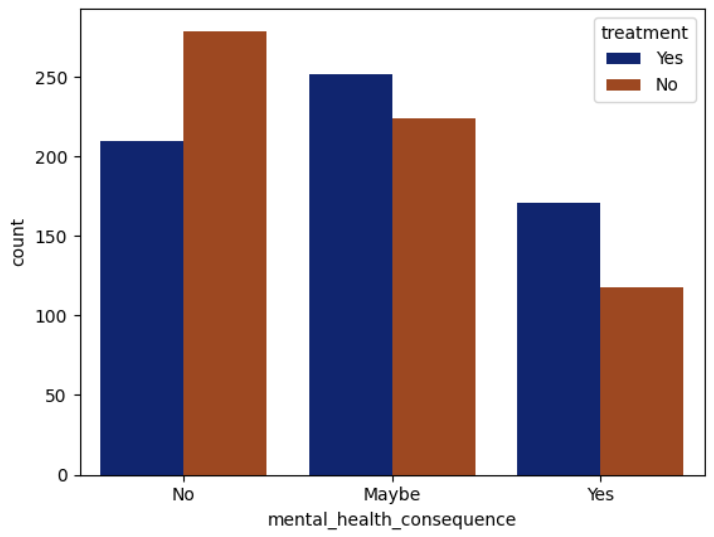 treatment
Yes
No
250
200
150
100
50
0
count
No Maybe Yes
mental_health_consequence